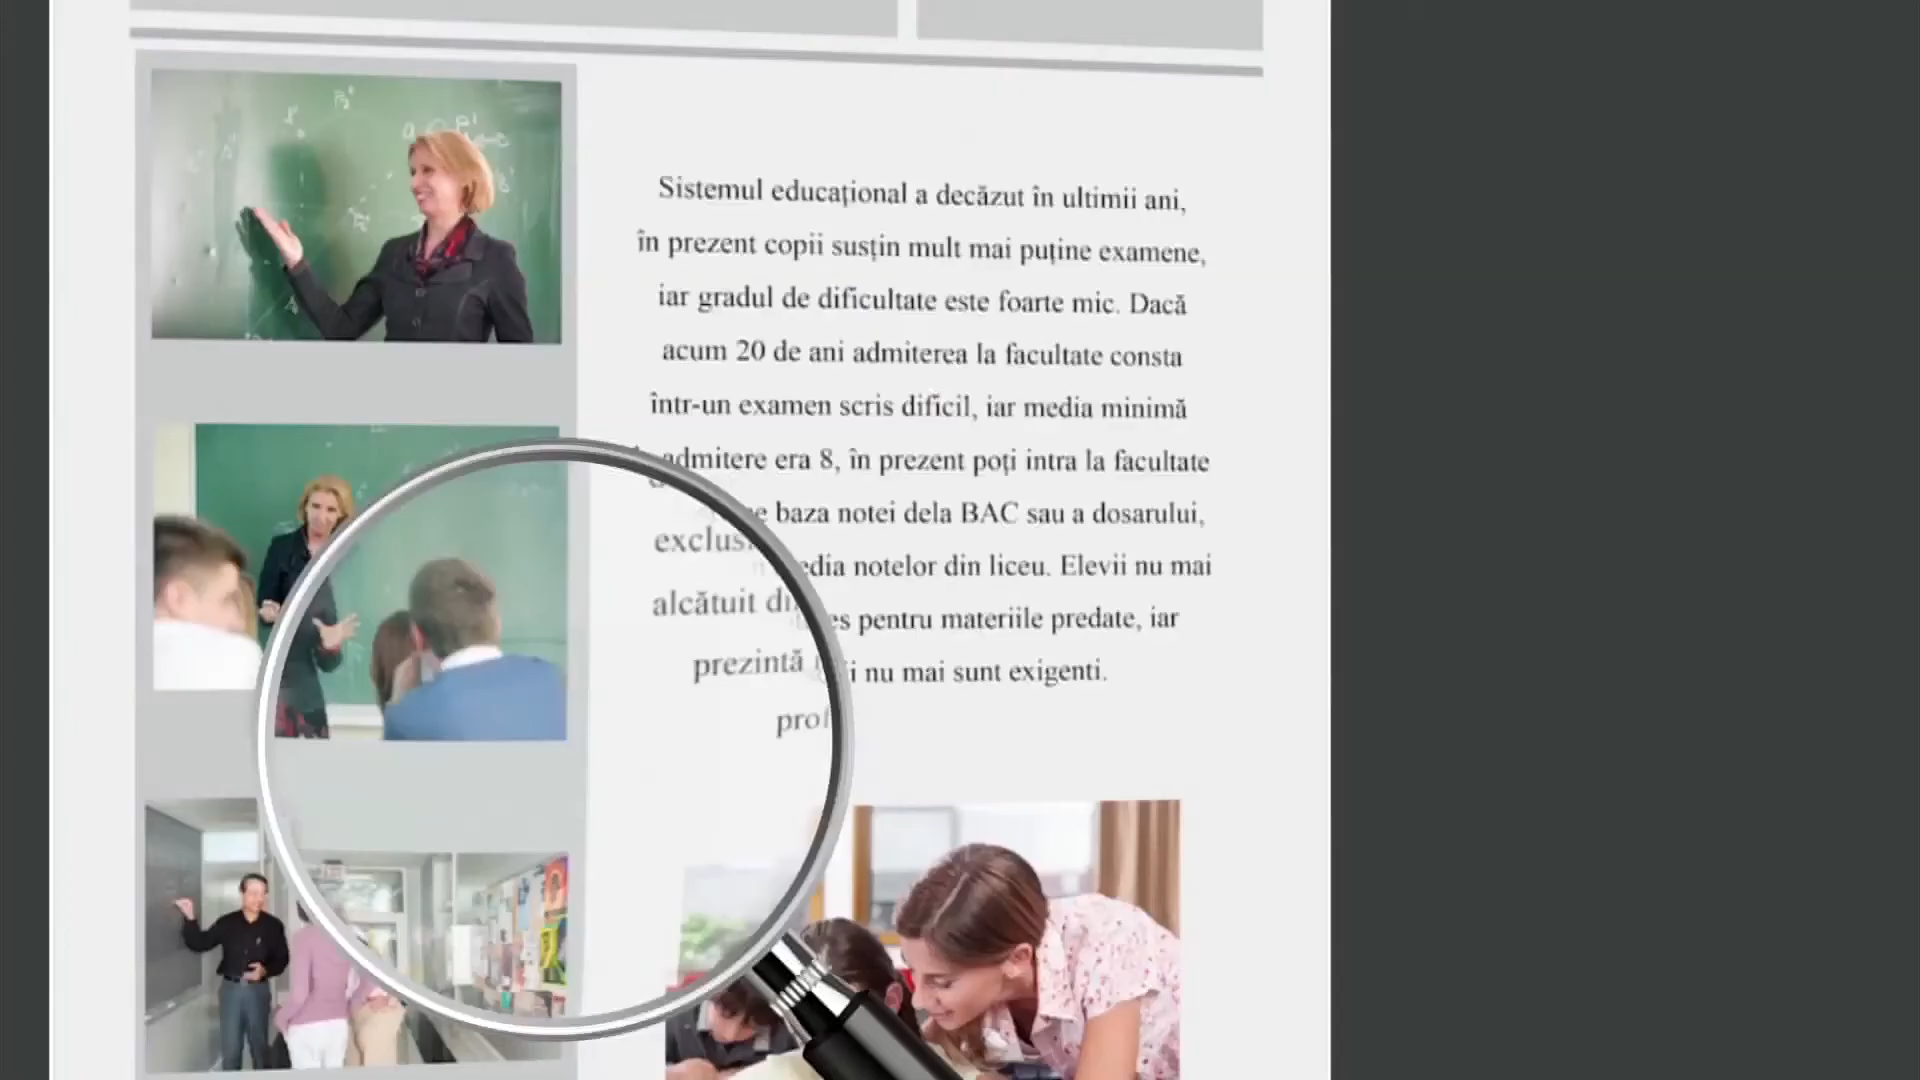 Sistemul educațional a decăzut în ultimii ani,
în prezent copii susțin mult mai puține examene,
iar gradul de dificultate este foarte mic. Dacă
acum 20 de ani admiterea la facultate consta
într-un examen scris dificil, iar media minimă
admitere era 8, în prezent poți intra la facultate
baza notei dela BAC sau a dosarului,
alcătuit notelor din liceu. Elevii nu mai
prezintă pentru materiile predate, iar
nu mai sunt exigenti.